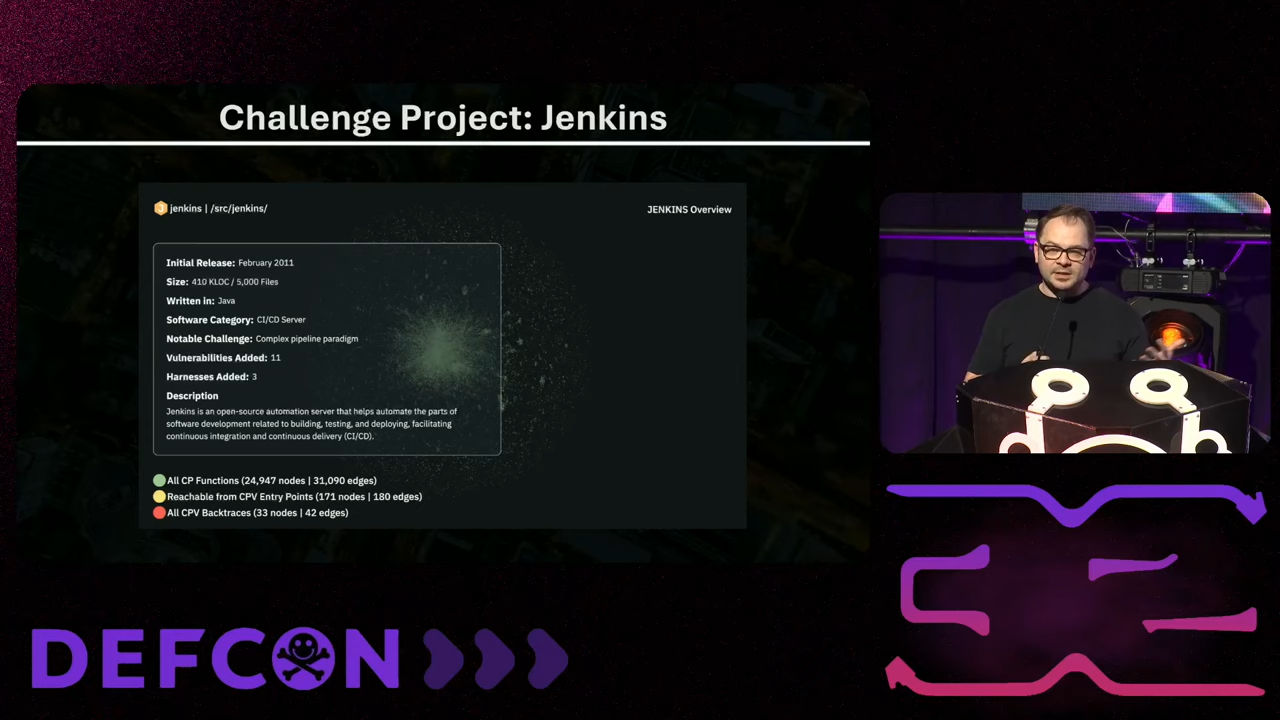 Challenge Project: Jenkins
3 jenkins | /src/jenkins/
JENKINS Overview
Initial Release: February 2011
Size: 410 KLOC / 5,000 Files
Written in: Java
Software Category: CI/CD Server
Notable Challenge: Complex pipeline paradigm
Vulnerabilities Added: 11
Harnesses Added: 3
Description
Jenkins is an open-source automation server that helps automate the parts of
software development related to building, testing, and deploying, facilitating
continuous integration and continuous delivery (CI/CD).
All CP Functions (24,947 nodes | 31,090 edges)
Reachable from CPV Entry Points (171 nodes | 180 edges)
All CPV Backtraces (33 nodes | 42 edges)
DEFCON